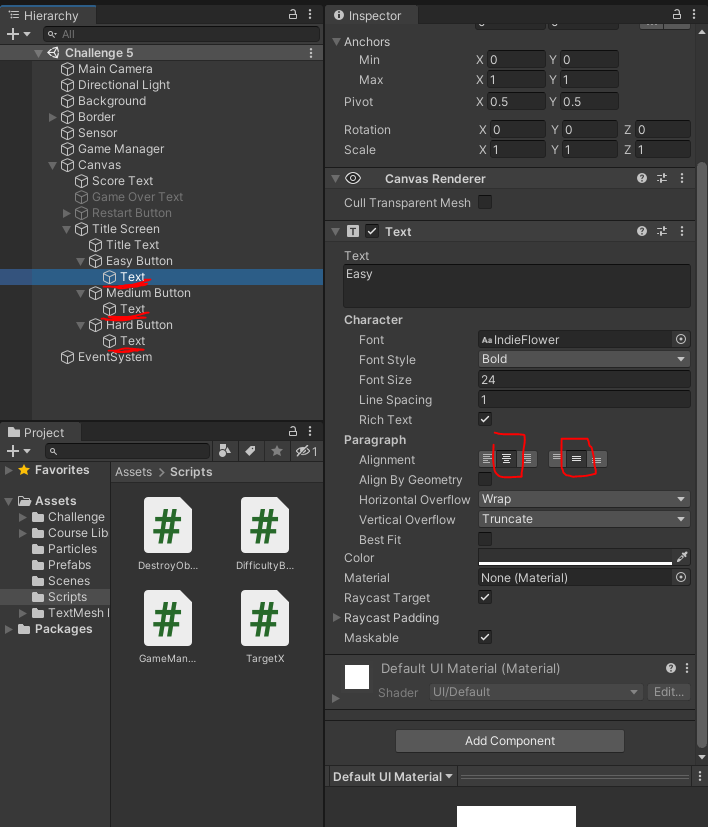 Hierarchy
All
Challenge 5
Main Camera
Directional Light
Background
Border
Sensor
Game Manager
Canvas
Score Text
Game Over Text
Restart Button
Title Screen
Title Text
Easy Button
Text
Medium Button
Text
Hard Button
Text
EventSystem
Project
1
Favorites
Assets
Challenge
Course Lib
Particles
Prefabs
Scenes
Scripts
TextMesh
Packages
Assets > Scripts
DestroyOb...
DifficultyB...
GameMan...
TargetX
Inspector
Anchors
Min X 0 Y 0
Max X 1 Y 1
Pivot X 0.5 Y 0.5
Rotation X 0 Y 0 Z 0
Scale X 1 Y 1 Z 1
Canvas Renderer
Cull Transparent Mesh
T Text
Text
Easy
Character
Font Aa IndieFlower
Font Style Bold
Font Size 24
Line Spacing 1
Rich Text
Paragraph
Alignment
Align By Geometry
Horizontal Overflow Wrap
Vertical Overflow Truncate
Best Fit
Color
Material None (Material)
Raycast Target
Raycast Padding
Maskable
Default UI Material (Material)
Shader UI/Default Edit...
Add Component
Default UI Material